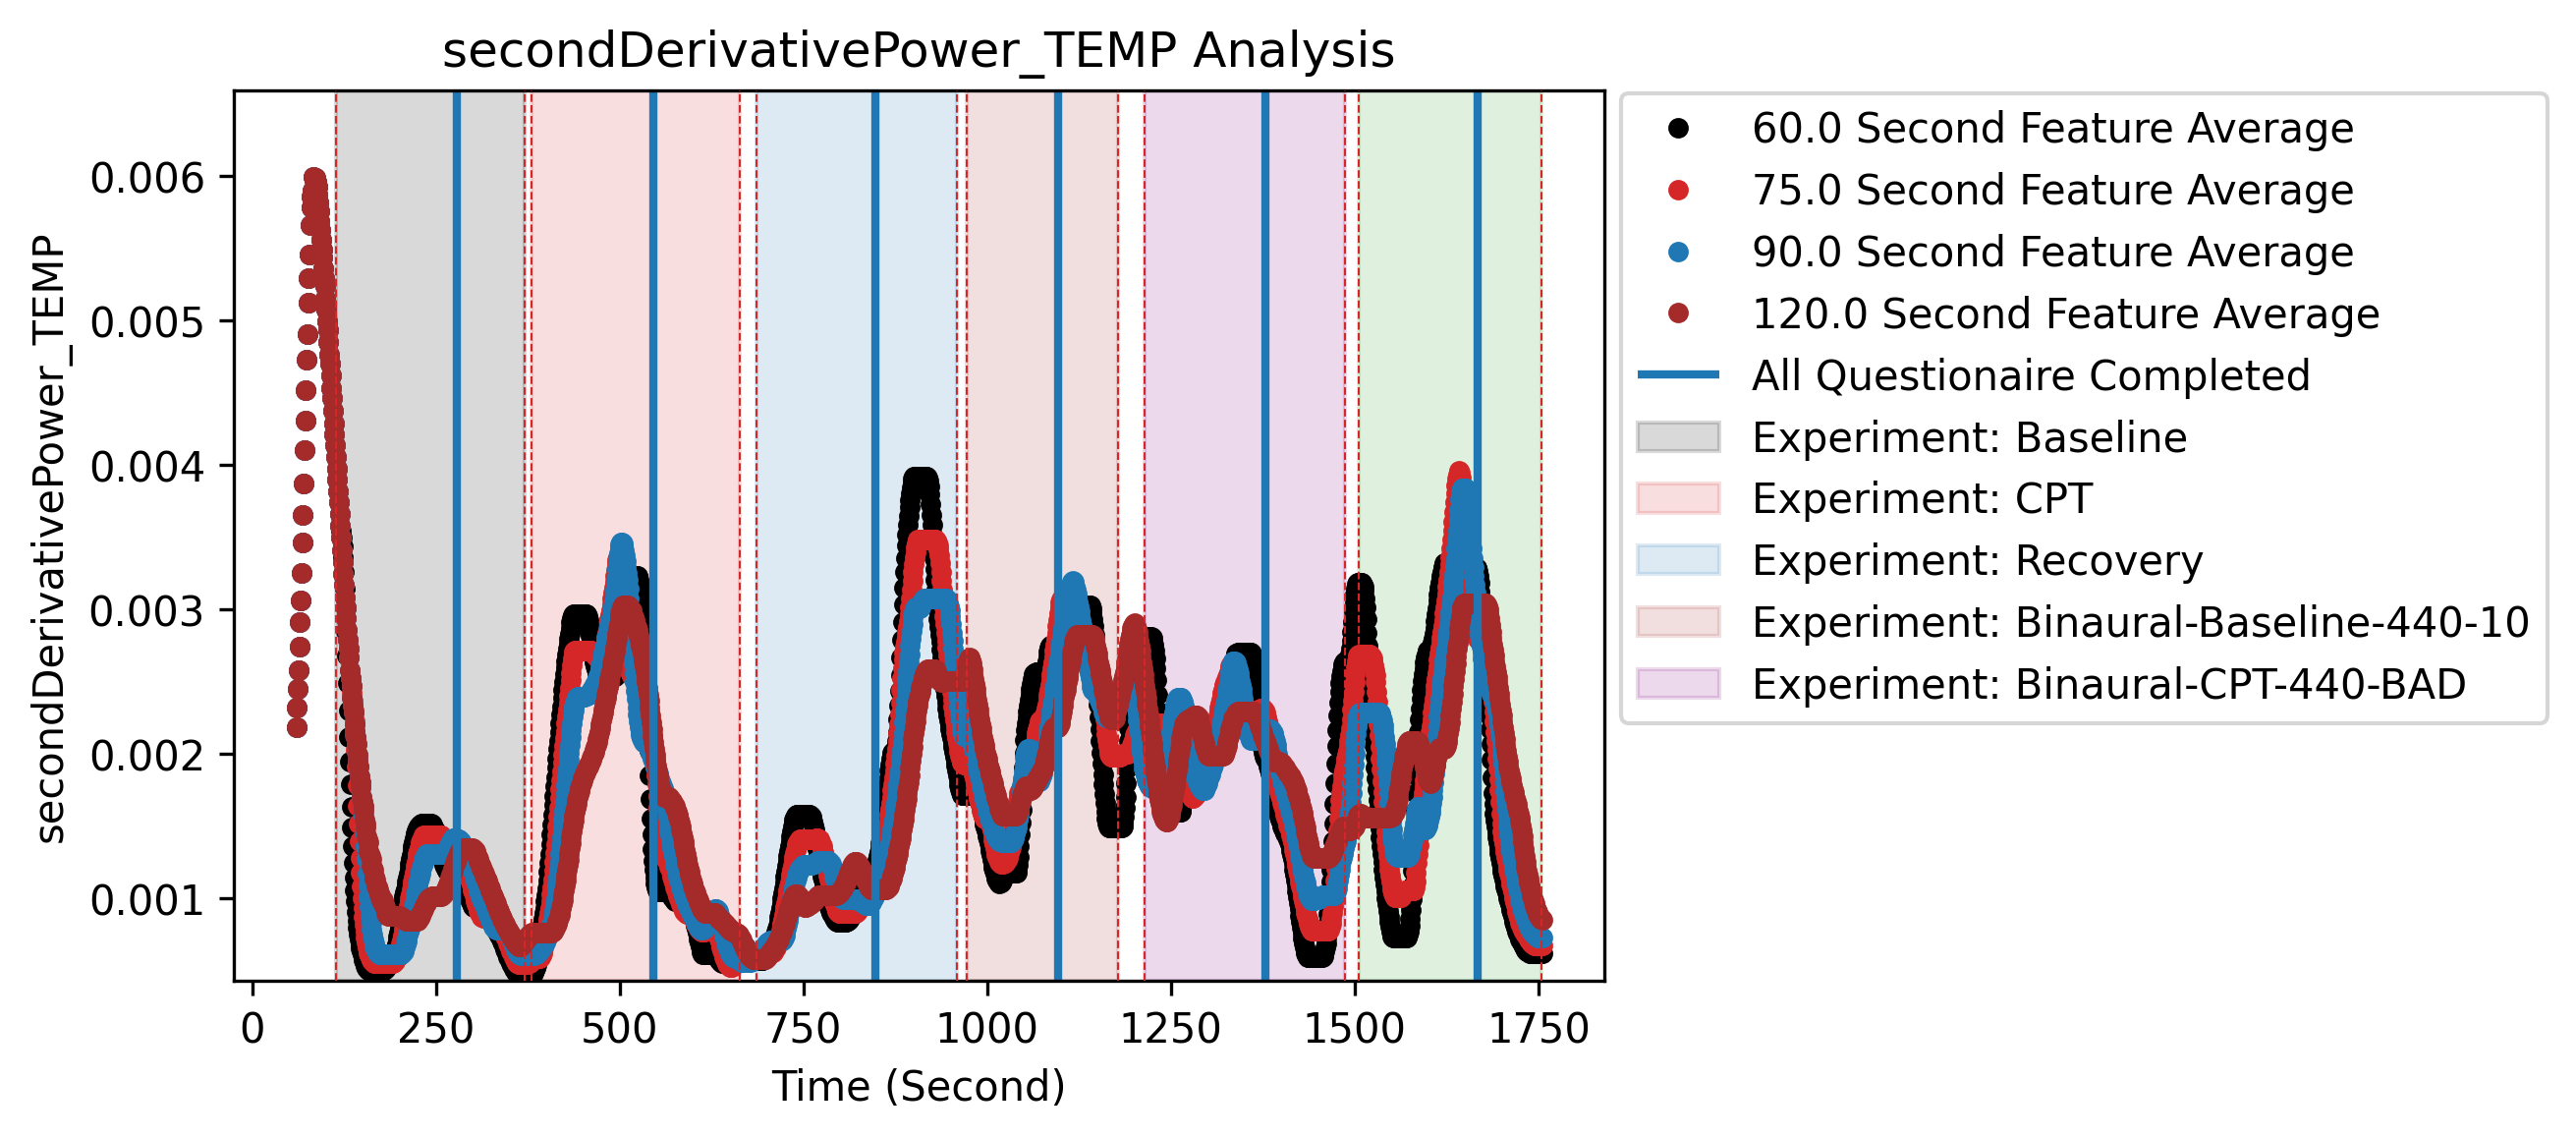 secondDerivativePower_TEMP Analysis
secondDerivativePower_TEMP
0.006
0.005
0.004
0.003
0.002
0.001
0
250
500
750
1000
1250
1500
1750
Time (Second)
60.0 Second Feature Average
75.0 Second Feature Average
90.0 Second Feature Average
120.0 Second Feature Average
All Questionaire Completed
Experiment: Baseline
Experiment: CPT
Experiment: Recovery
Experiment: Binaural-Baseline-440-10
Experiment: Binaural-CPT-440-BAD